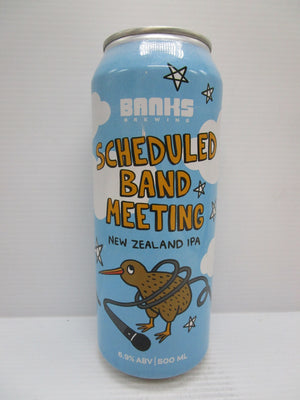 BANKS
BREWING
SCHEDULED
BAND
MEETING
NEW ZEALAND IPA
6.9% ABV | 500 ML